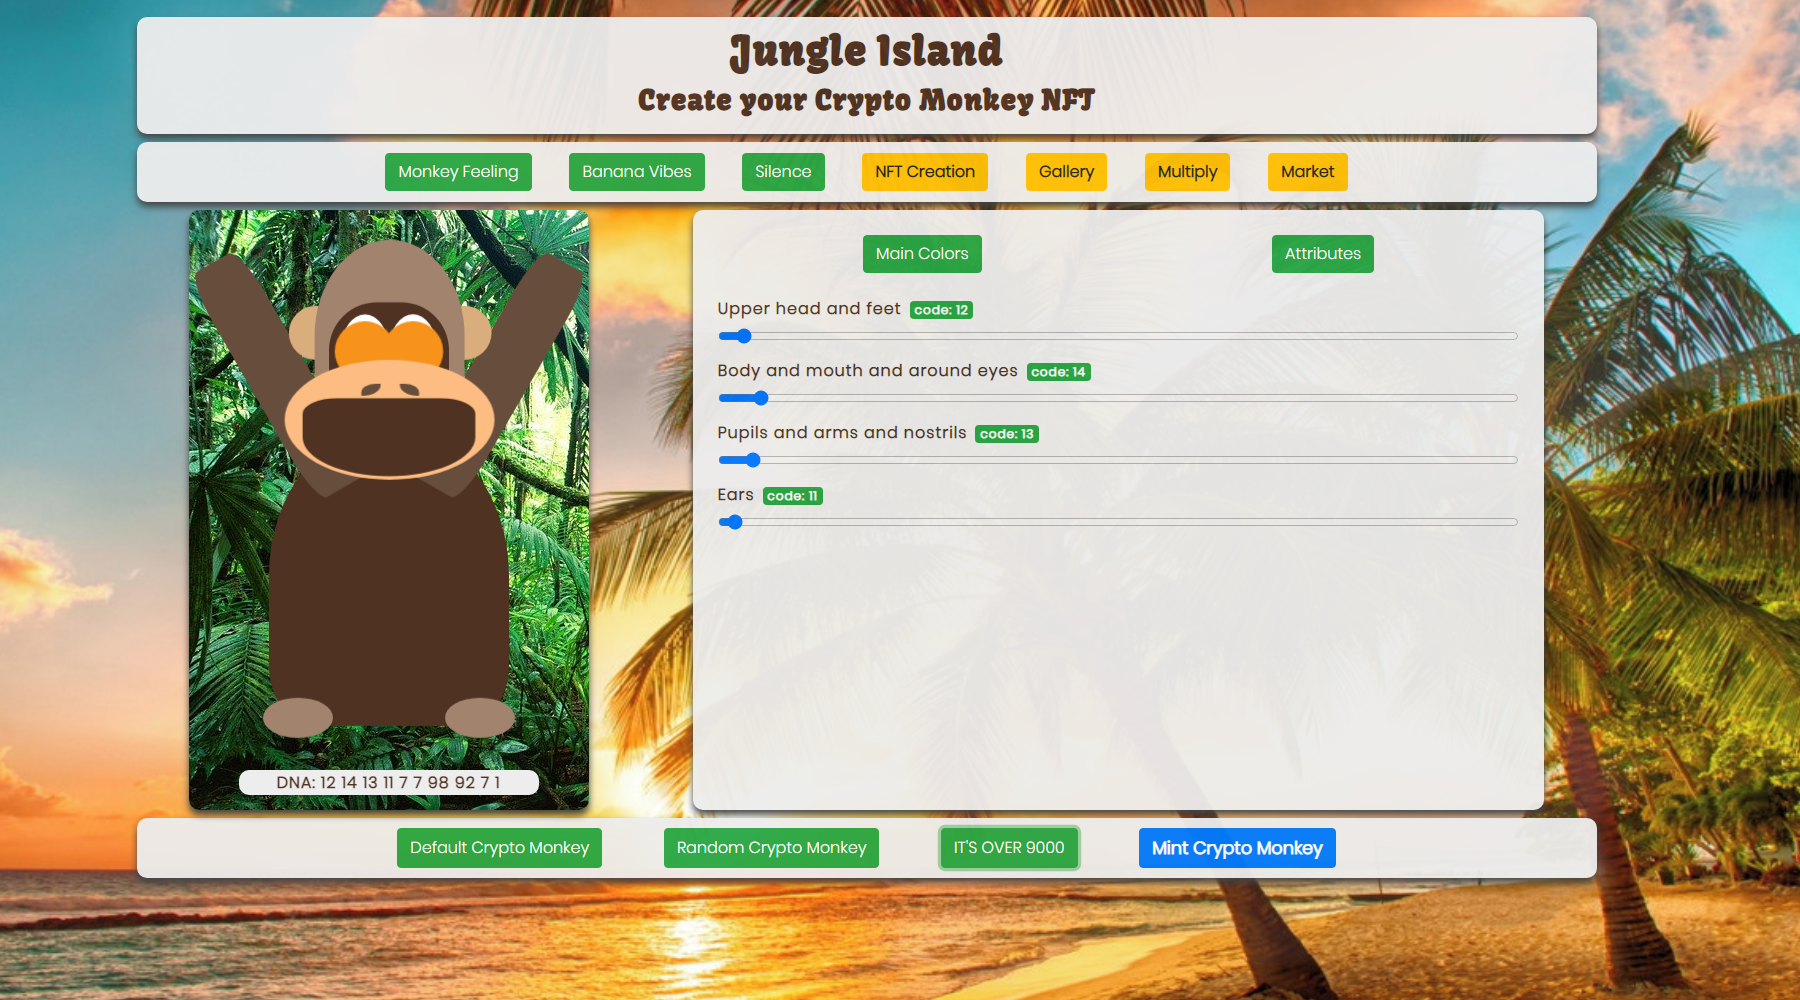 Jungle Island
Create your Crypto Monkey NFT
Monkey Feeling Banana Vibes Silence NFT Creation Gallery Multiply Market
Main Colors Attributes
Upper head and feet code: 12
Body and mouth and around eyes code: 14
Pupils and arms and nostrils code: 13
Ears code: 11
DNA: 12 14 13 11 7 7 98 92 7 1
Default Crypto Monkey Random Crypto Monkey IT'S OVER 9000 Mint Crypto Monkey